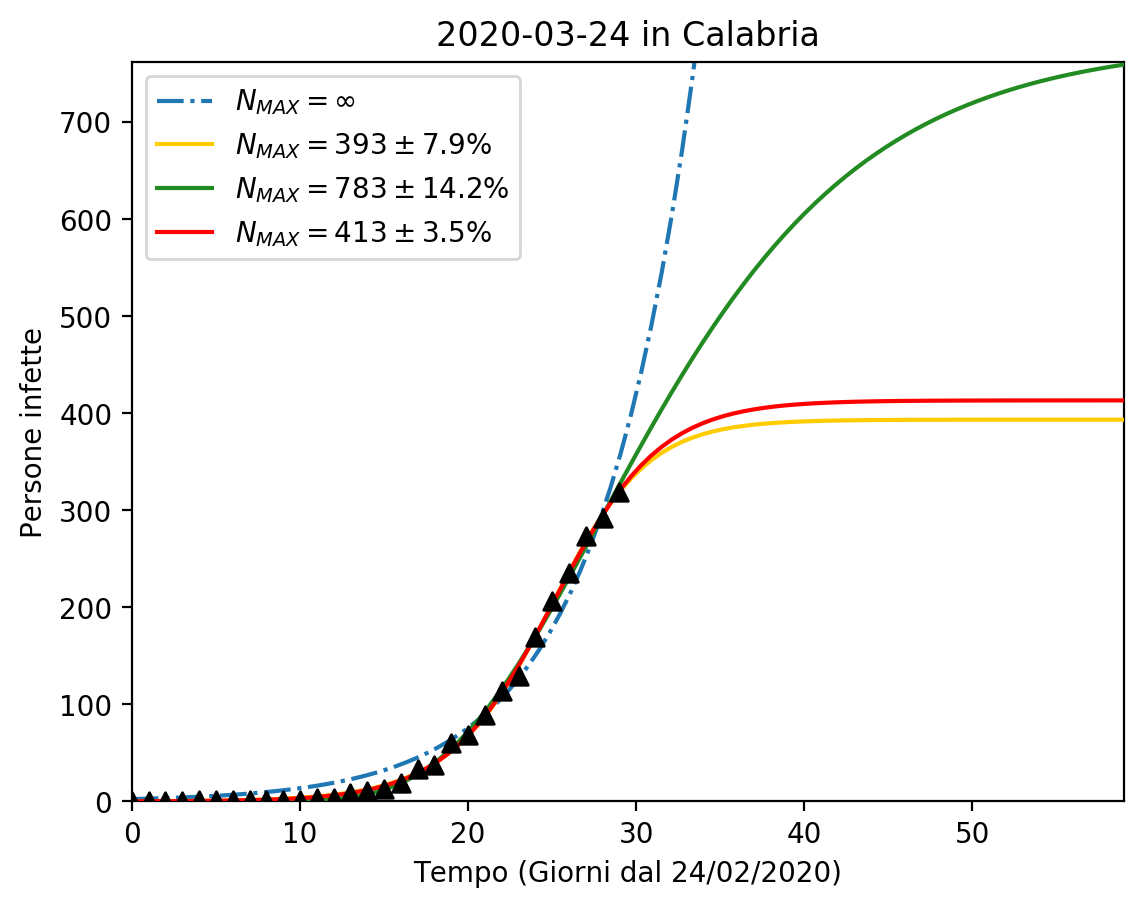 2020-03-24 in Calabria
N_MAX = ∞
N_MAX = 393 ± 7.9%
N_MAX = 783 ± 14.2%
N_MAX = 413 ± 3.5%
Persone infette
700
600
500
400
300
200
100
0
0 10 20 30 40 50
Tempo (Giorni dal 24/02/2020)